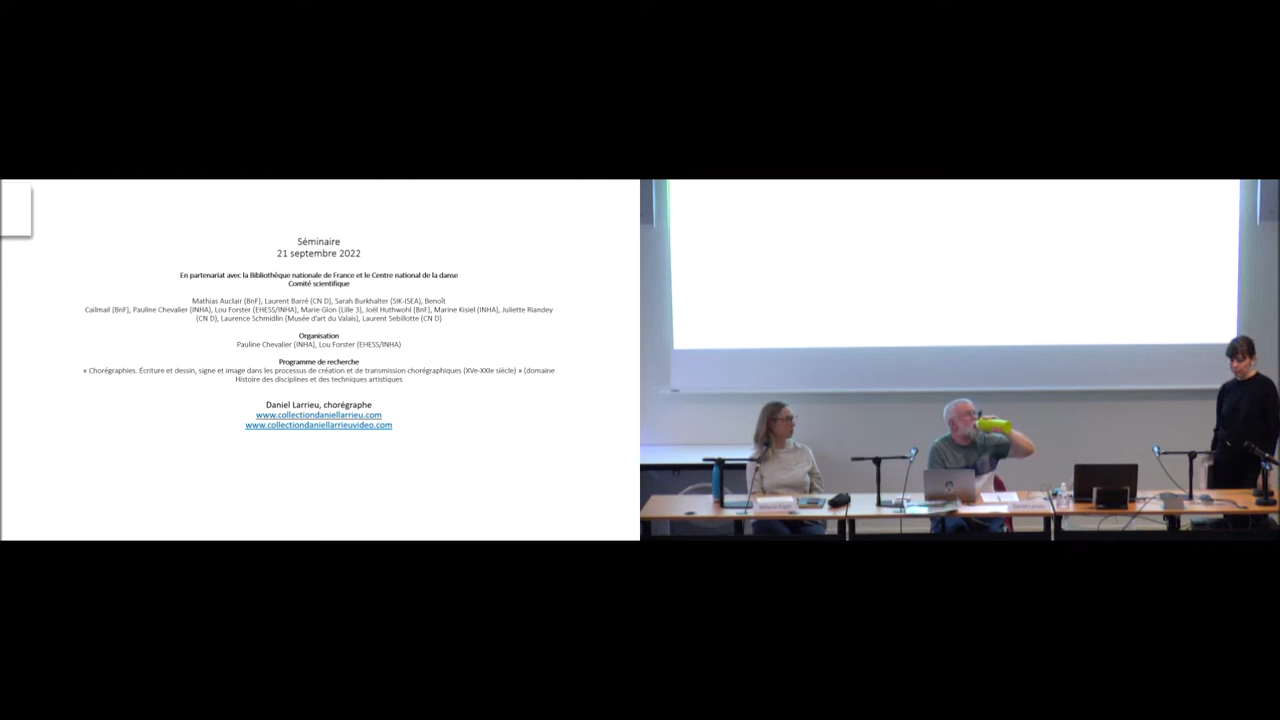 Séminaire
21 septembre 2022
En partenariat avec la Bibliothèque nationale de France et le Centre national de la danse
Comité scientifique
Mathias Auclair (BnF), Laurent Barré (CN D), Sarah Burkhalter (SIK-ISEA), Benoît
Cailmail (BnF), Pauline Chevalier (INHA), Lou Forster (EHESS/INHA), Marie Glon (Lille 3), Joël Huthwohl (BnF), Marine Kisiel (INHA), Juliette Riandey
(CN D), Laurence Schmidlin (Musée d'art du Valais), Laurent Sebillotte (CN D)
Organisation
Pauline Chevalier (INHA), Lou Forster (EHESS/INHA)
Programme de recherche
« Chorégraphies. Écriture et dessin, signe et image dans les processus de création et de transmission chorégraphiques (XVe-XXIe siècle) » (domaine
Histoire des disciplines et des techniques artistiques
Daniel Larrieu, chorégraphe
www.collectiondaniellarrieu.com
www.collectiondaniellarrieuvideo.com
Daniel Larrieu